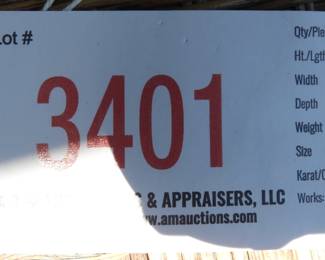 Lot #
3401
& APPRAISERS, LLC
www.amauctions.com
Qty/Pie
Ht./Lgth
Width
Depth
Weight
Size
Karat/C
Works: